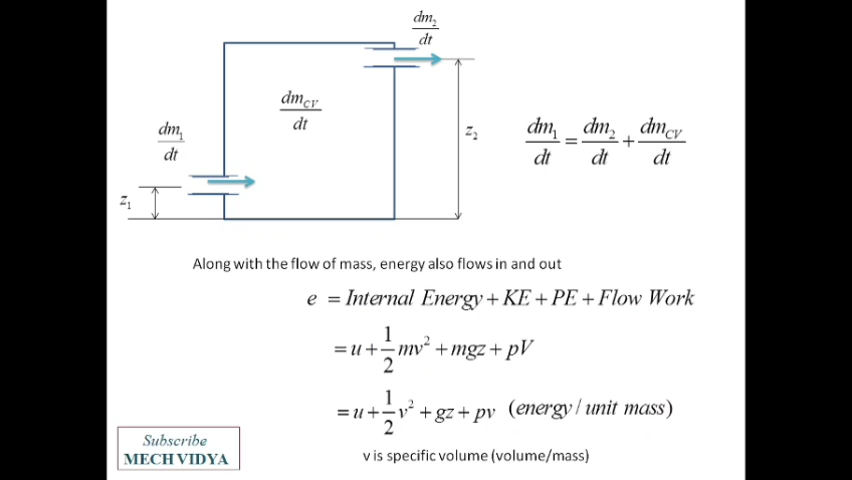 dm₂/dt
dm_CV/dt
dm₁/dt
z₂
dm₁/dt = dm₂/dt + dm_CV/dt
z₁
Along with the flow of mass, energy also flows in and out
e = Internal Energy + KE + PE + Flow Work
= u + 1/2 mv² + mgz + pV
= u + 1/2 v² + gz + pv (energy / unit mass)
Subscribe
MECH VIDYA
v is specific volume (volume/mass)